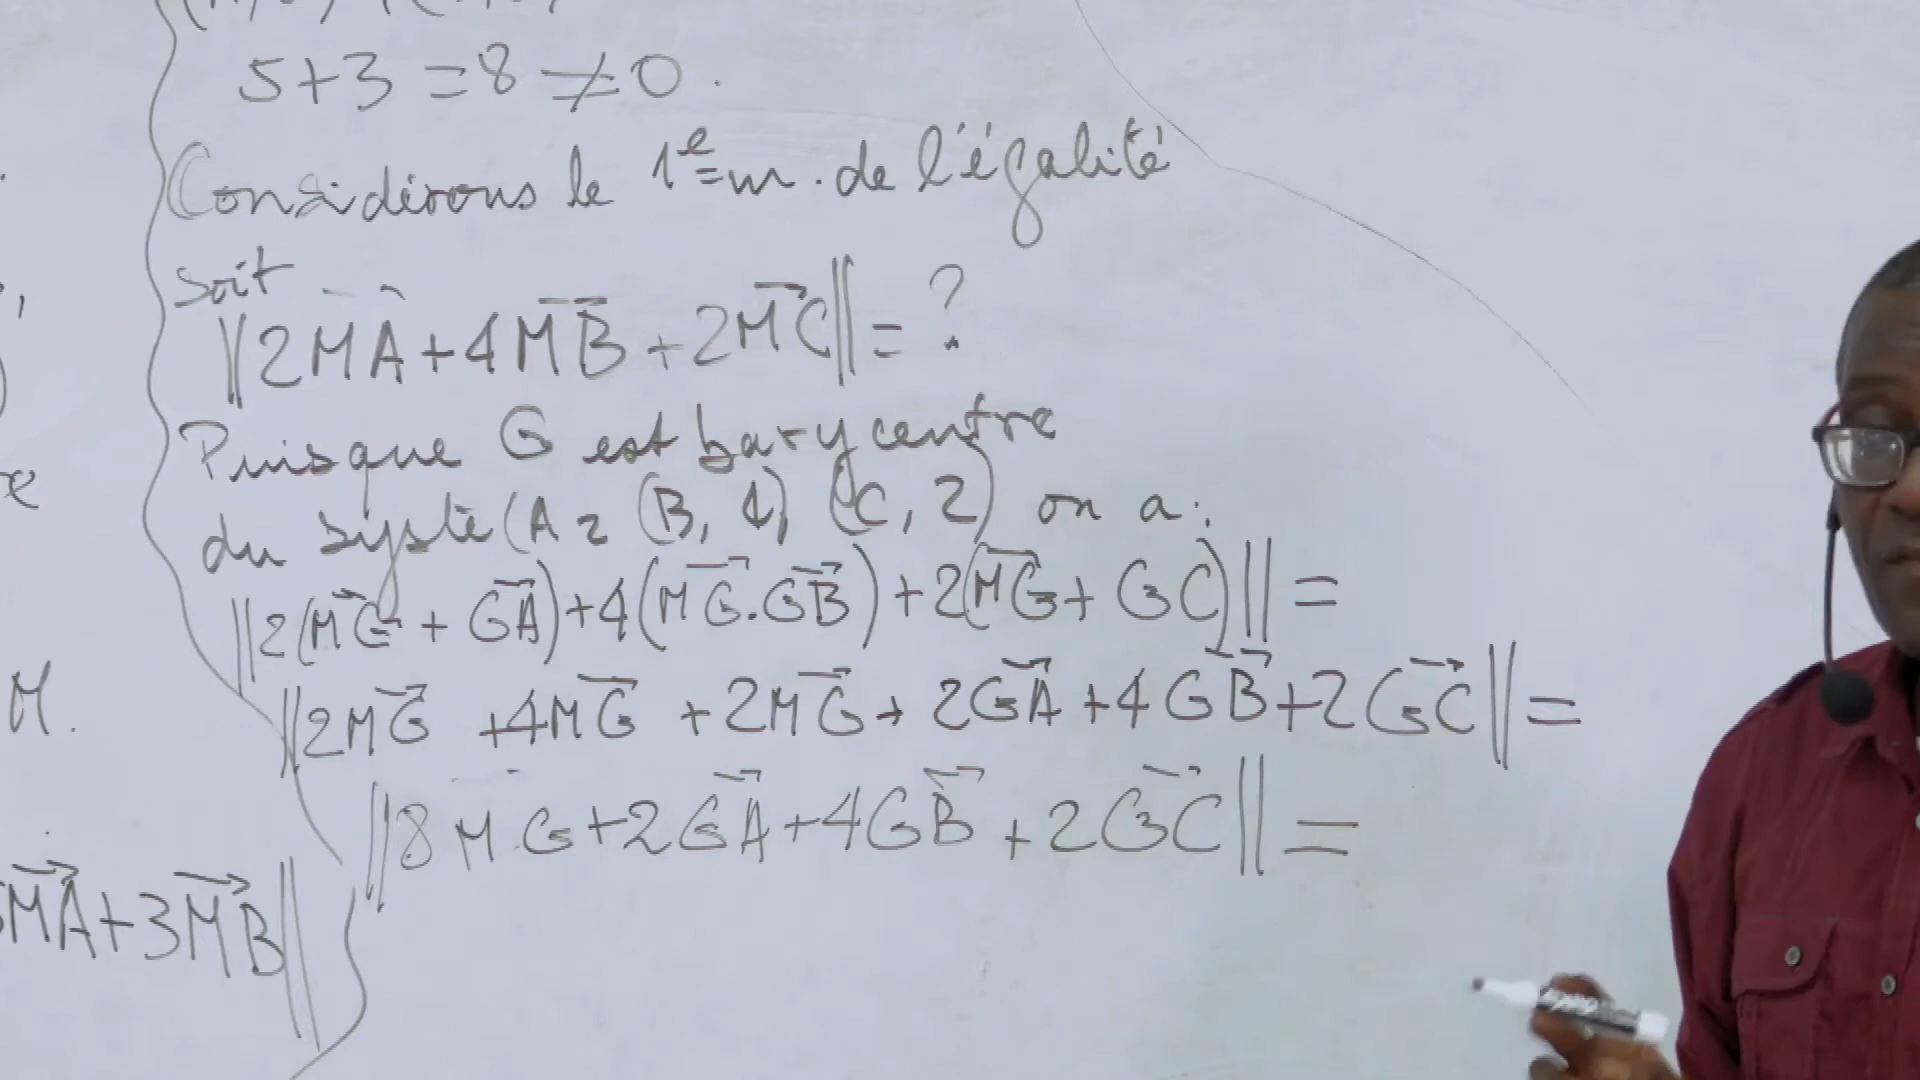 5+3 = 8 ≠ 0.
Considérons le 1e m. de l'égalité
soit
||2MA + 4MB + 2MC|| = ?
Puisque G est barycentre
du systè (A 2 (B, 4) (C, 2) on a:
||2(MG + GA) + 4(MG.GB) + 2(MG + GC)|| =
||2MG + 4MG + 2MG + 2GA + 4GB + 2GC|| =
||8MG + 2GA + 4GB + 2GC|| =
M.
MA + 3MB||